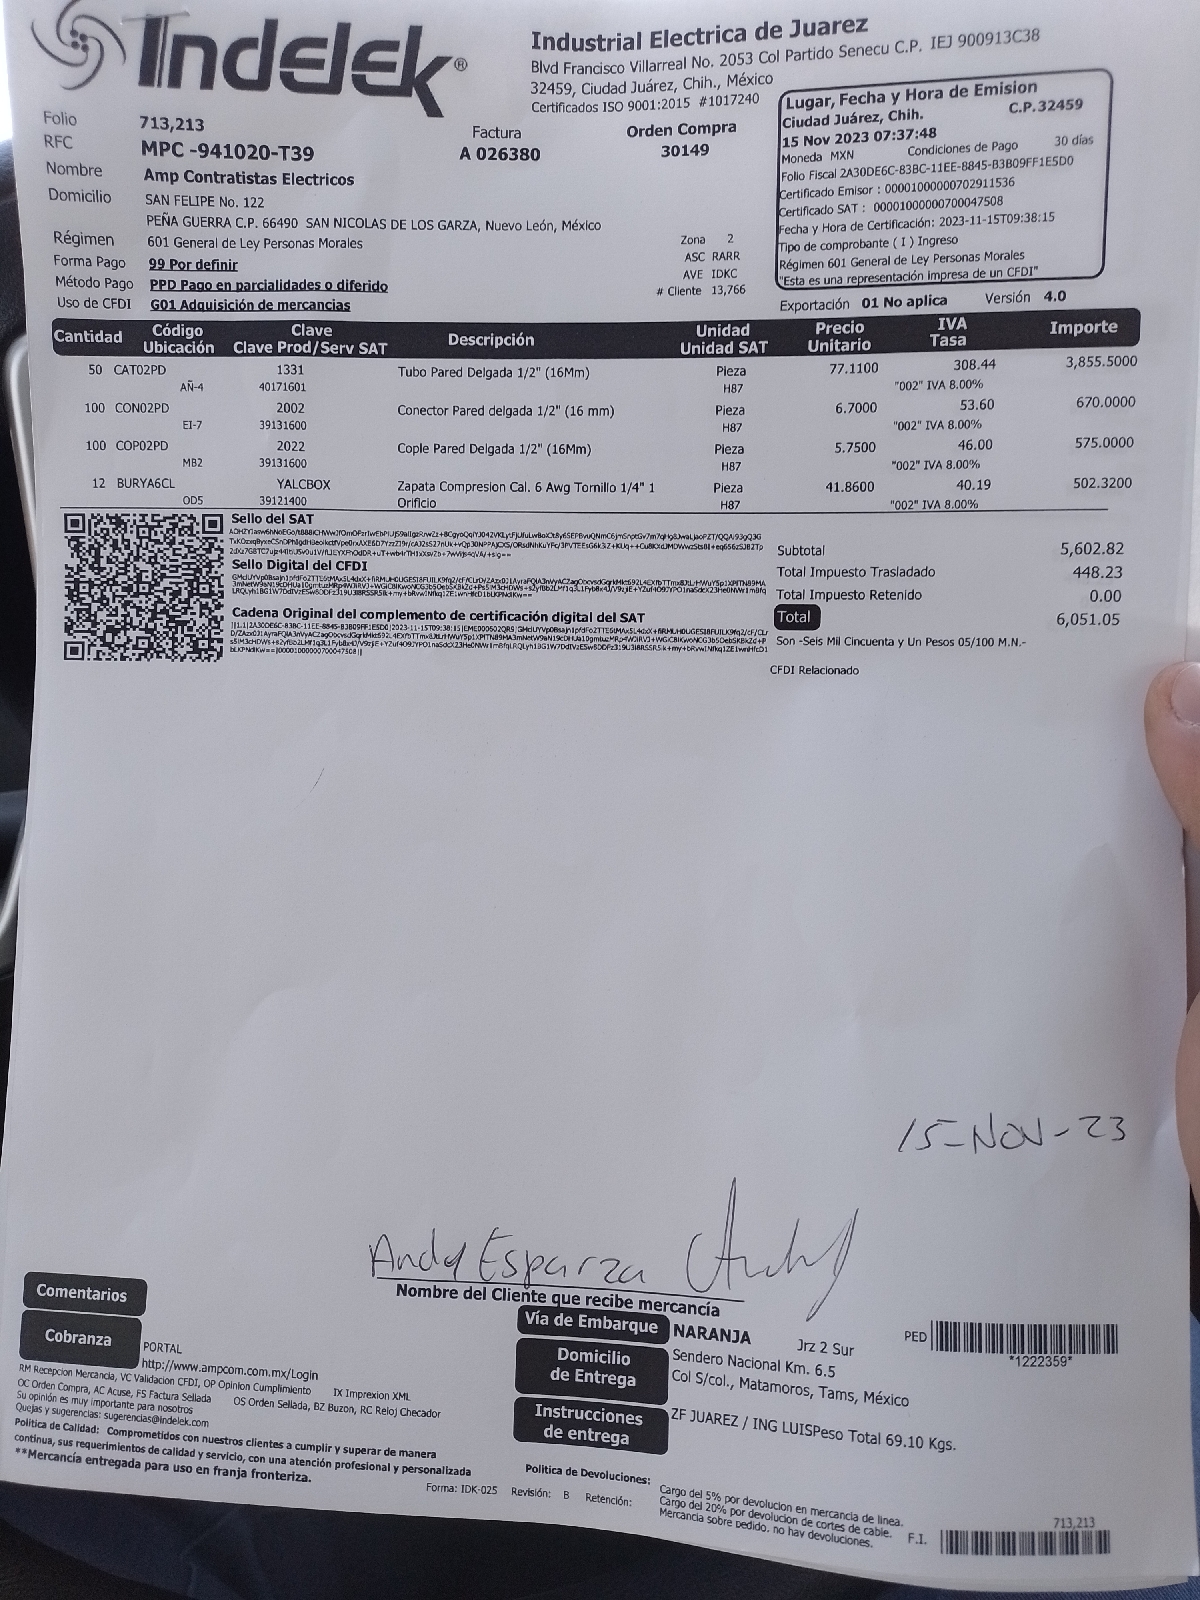 Indelek®
Industrial Electrica de Juarez
Blvd Francisco Villarreal No. 2053 Col Partido Senecu C.P. IEJ 900913C38
32459, Ciudad Juárez, Chih., México
Certificados ISO 9001:2015 #1017240
Folio 713,213
RFC MPC -941020-T39
Factura
A 026380
Orden Compra
30149
Nombre Amp Contratistas Electricos
Domicilio SAN FELIPE No. 122
PEÑA GUERRA C.P. 66490 SAN NICOLAS DE LOS GARZA, Nuevo León, México
Régimen 601 General de Ley Personas Morales
Forma Pago 99 Por definir
Método Pago PPD Pago en parcialidades o diferido
Uso de CFDI G01 Adquisición de mercancias
Zona 2
ASC RARR
AVE IDKC
# Cliente 13,766
Lugar, Fecha y Hora de Emision
Ciudad Juárez, Chih. C.P.32459
15 Nov 2023 07:37:48
Moneda MXN Condiciones de Pago 30 días
Folio Fiscal 2A30DE6C-83BC-11EE-8845-B3B09FF1E5D0
Certificado Emisor : 00001000000702911536
Certificado SAT : 00001000000700047508
Fecha y Hora de Certificación: 2023-11-15T09:38:15
Tipo de comprobante ( I ) Ingreso
Régimen 601 General de Ley Personas Morales
"Esta es una representación impresa de un CFDI"
Exportación 01 No aplica Versión 4.0
Cantidad Código Ubicación Clave Clave Prod/Serv SAT Descripción Unidad Unidad SAT Precio Unitario IVA Tasa Importe
50 CAT02PD 1331 Tubo Pared Delgada 1/2" (16Mm) Pieza 77.1100 308.44 3,855.5000
AÑ-4 40171601 H87 "002" IVA 8.00%
100 CON02PD 2002 Conector Pared delgada 1/2" (16 mm) Pieza 6.7000 53.60 670.0000
EI-7 39131600 H87 "002" IVA 8.00%
100 COP02PD 2022 Cople Pared Delgada 1/2" (16Mm) Pieza 5.7500 46.00 575.0000
MB2 39131600 H87 "002" IVA 8.00%
12 BURYA6CL YALCBOX Zapata Compresion Cal. 6 Awg Tornillo 1/4" 1 Pieza 41.8600 40.19 502.3200
OD5 39121400 Orificio H87 "002" IVA 8.00%
Sello del SAT
Sello Digital del CFDI
Cadena Original del complemento de certificación digital del SAT
Subtotal 5,602.82
Total Impuesto Trasladado 448.23
Total Impuesto Retenido 0.00
Total 6,051.05
Son -Seis Mil Cincuenta y Un Pesos 05/100 M.N.-
CFDI Relacionado
15-NOV-23
Andy Esparza
Nombre del Cliente que recibe mercancía
Comentarios
Cobranza
PORTAL
http://www.ampcom.com.mx/Login
RM Recepcion Mercancia, VC Validacion CFDI, OP Opinion Cumplimiento IX Imprexion XML
OC Orden Compra, AC Acuse, FS Factura Sellada OS Orden Sellada, BZ Buzon, RC Reloj Checador
Su opinión es muy importante para nosotros
Quejas y sugerencias: sugerencias@indelek.com
Politica de Calidad: Comprometidos con nuestros clientes a cumplir y superar de manera
continua, sus requerimientos de calidad y servicio, con una atención profesional y personalizada
**Mercancía entregada para uso en franja fronteriza.
Vía de Embarque NARANJA Jrz 2 Sur
Domicilio de Entrega
Sendero Nacional Km. 6.5
Col S/col., Matamoros, Tams, México
Instrucciones de entrega
ZF JUAREZ / ING LUISPeso Total 69.10 Kgs.
PED
*1222359*
Forma: IDK-025 Revisión: B Retención:
Politica de Devoluciones:
Cargo del 5% por devolucion en mercancia de linea.
Cargo del 20% por devolucion de cortes de cable.
Mercancia sobre pedido, no hay devoluciones.
F.I.
713,213